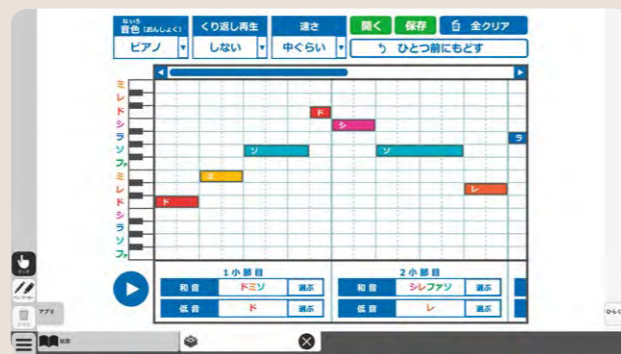 ねいろ
音色（おんしょく） くり返し再生 速さ 開く 保存 全クリア
ピアノ しない 中ぐらい ひとつ前にもどす
ミ
レ
ド ド
シ シ
ラ ラ
ソ ソ ソ
ファ
ミ ミ
レ レ
ド ド
シ
ラ
ソ
ファ
1小節目 2小節目
和音 ドミソ 選ぶ 和音 シレファソ 選ぶ
低音 ド 選ぶ 低音 レ 選ぶ
アプリ